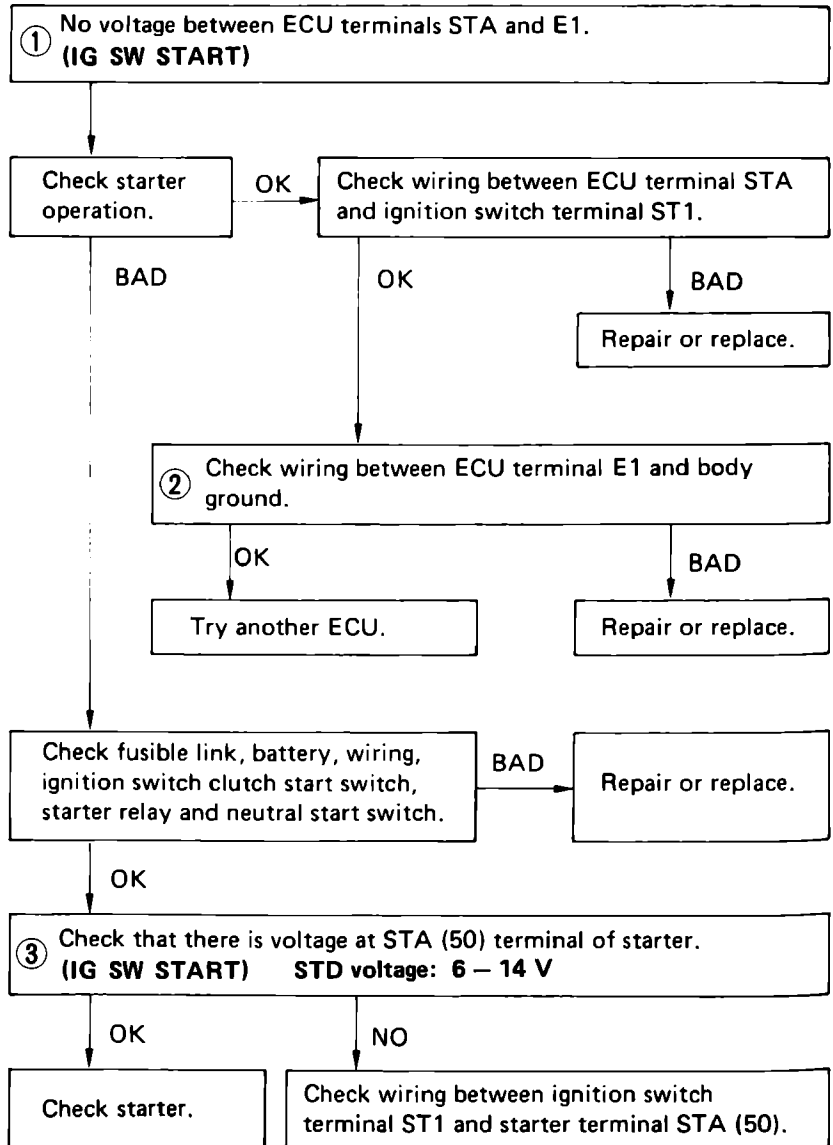 ① No voltage between ECU terminals STA and E1.
(IG SW START)
Check starter
operation.
OK
Check wiring between ECU terminal STA
and ignition switch terminal ST1.
BAD
OK
BAD
Repair or replace.
② Check wiring between ECU terminal E1 and body
ground.
OK
BAD
Try another ECU.
Repair or replace.
Check fusible link, battery, wiring,
ignition switch clutch start switch,
starter relay and neutral start switch.
BAD
Repair or replace.
OK
③ Check that there is voltage at STA (50) terminal of starter.
(IG SW START) STD voltage: 6 – 14 V
OK
NO
Check starter.
Check wiring between ignition switch
terminal ST1 and starter terminal STA (50).